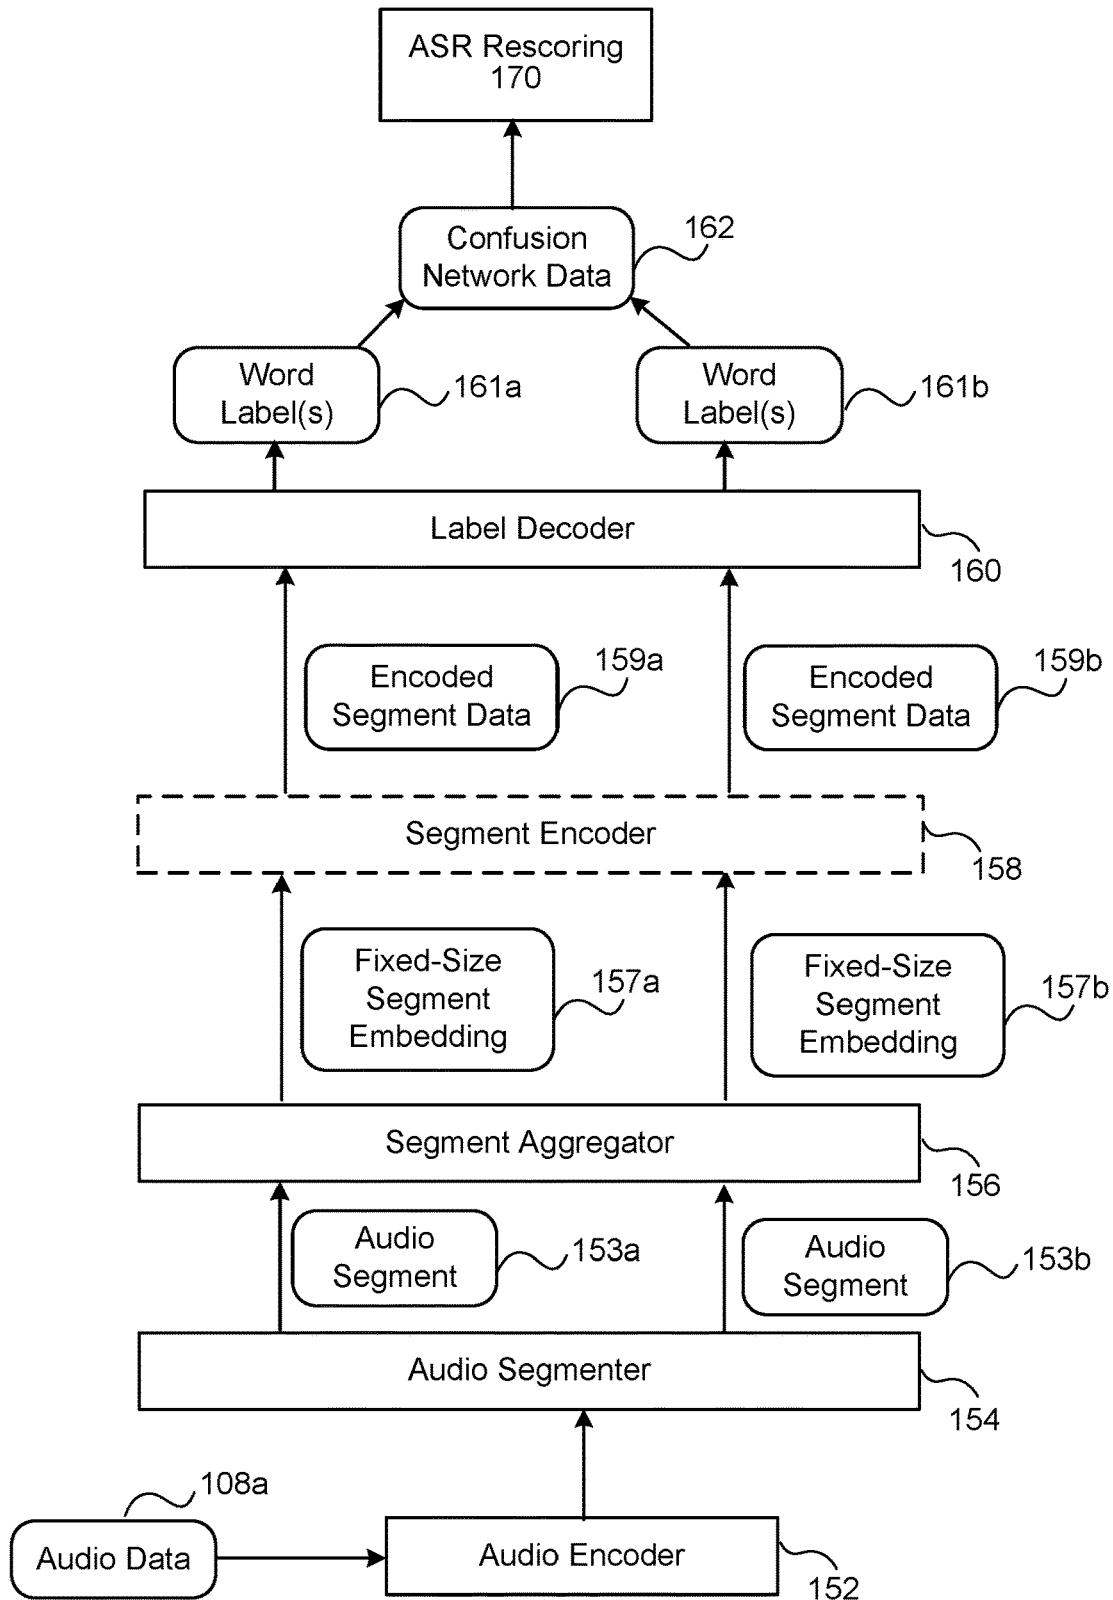 ASR Rescoring
170
Confusion
Network Data
162
Word
Label(s)
161a
Word
Label(s)
161b
Label Decoder
160
Encoded
Segment Data
159a
Encoded
Segment Data
159b
Segment Encoder
158
Fixed-Size
Segment
Embedding
157a
Fixed-Size
Segment
Embedding
157b
Segment Aggregator
156
Audio
Segment
153a
Audio
Segment
153b
Audio Segmenter
154
108a
Audio Data
Audio Encoder
152